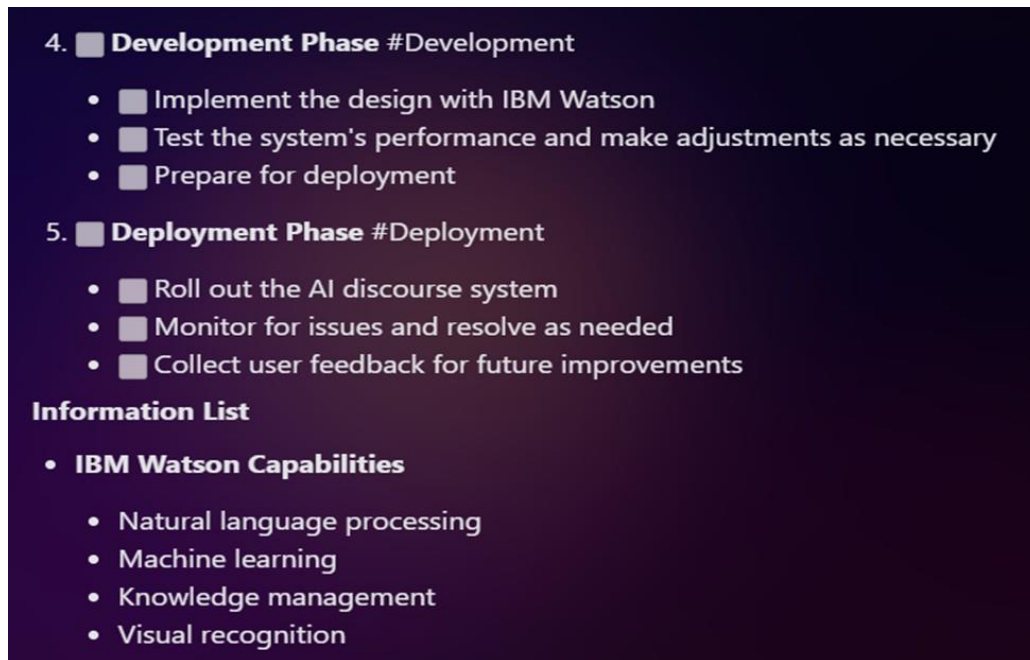 4. Development Phase #Development
• Implement the design with IBM Watson
• Test the system's performance and make adjustments as necessary
• Prepare for deployment
5. Deployment Phase #Deployment
• Roll out the AI discourse system
• Monitor for issues and resolve as needed
• Collect user feedback for future improvements
Information List
• IBM Watson Capabilities
• Natural language processing
• Machine learning
• Knowledge management
• Visual recognition